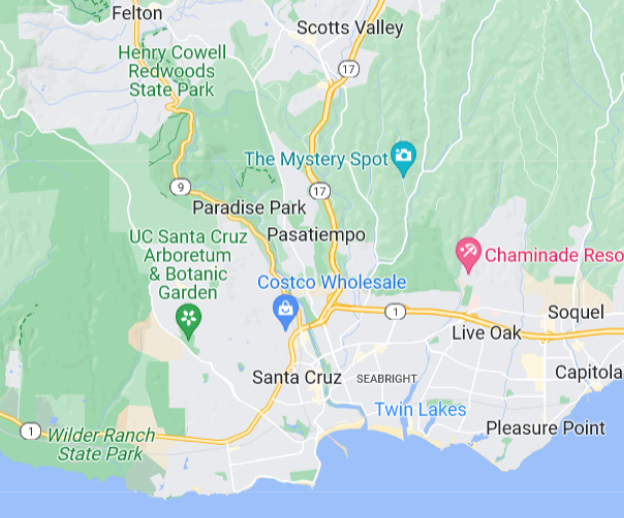 Felton
Scotts Valley
Henry Cowell
Redwoods
State Park
17
The Mystery Spot
9
17
Paradise Park
Pasatiempo
UC Santa Cruz
Arboretum
& Botanic
Garden
Chaminade Reso
Costco Wholesale
1
Soquel
Live Oak
Santa Cruz
SEABRIGHT
Capitola
Twin Lakes
1
Wilder Ranch
State Park
Pleasure Point